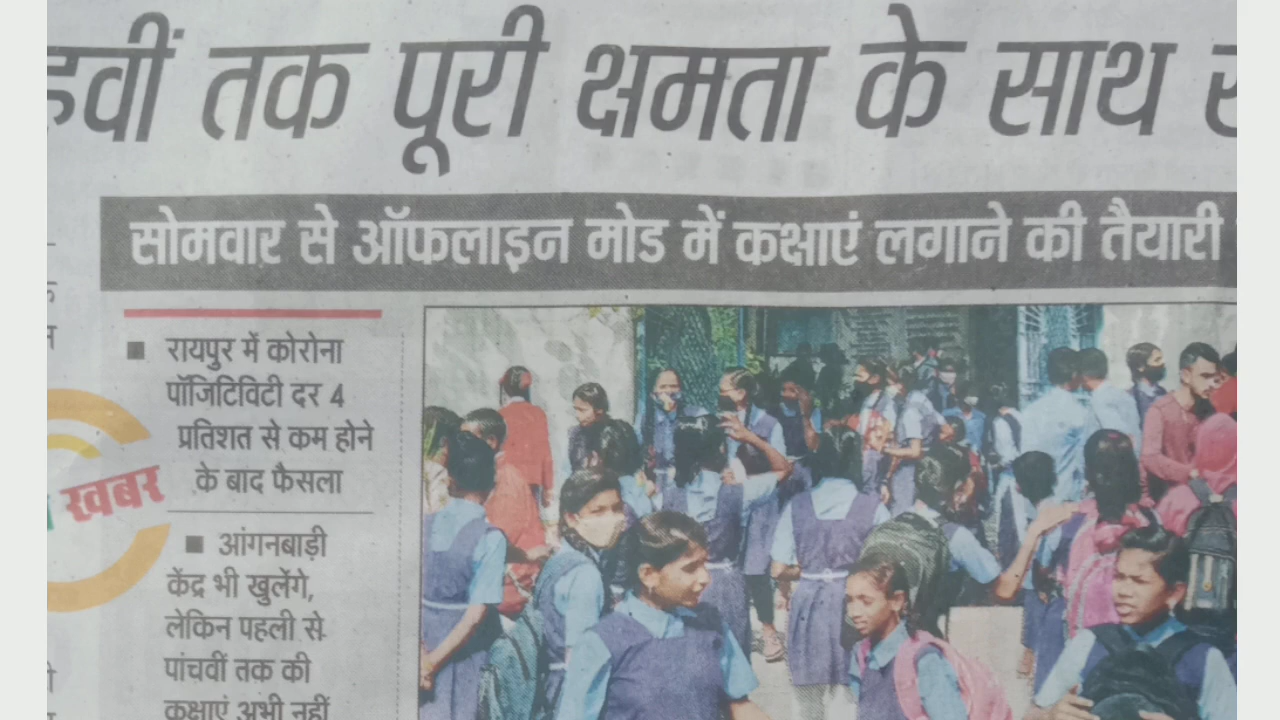 तक पूरी क्षमता के साथ
सोमवार से ऑफलाइन मोड में कक्षाएं लगाने की तैयारी
■ रायपुर में कोरोना
पॉजिटिविटी दर 4
प्रतिशत से कम होने
के बाद फैसला
खबर
■ आंगनबाड़ी
केंद्र भी खुलेंगे,
लेकिन पहली से
पांचवीं तक की
कक्षाएं अभी नहीं